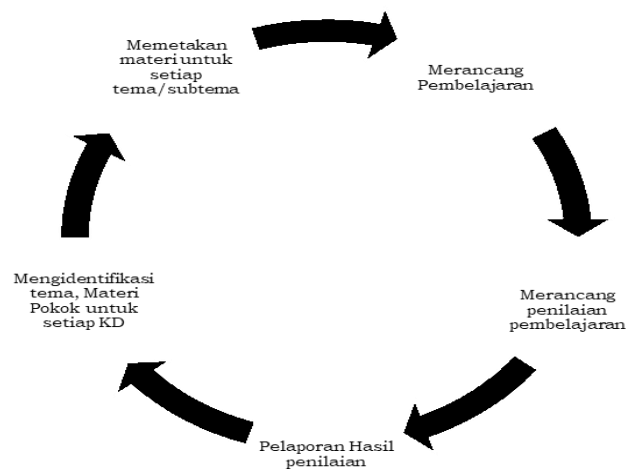 Memetakan
materi untuk
setiap
tema/subtema
Merancang
Pembelajaran
Merancang
penilaian
pembelajaran
Pelaporan Hasil
penilaian
Mengidentifikasi
tema, Materi
Pokok untuk
setiap KD